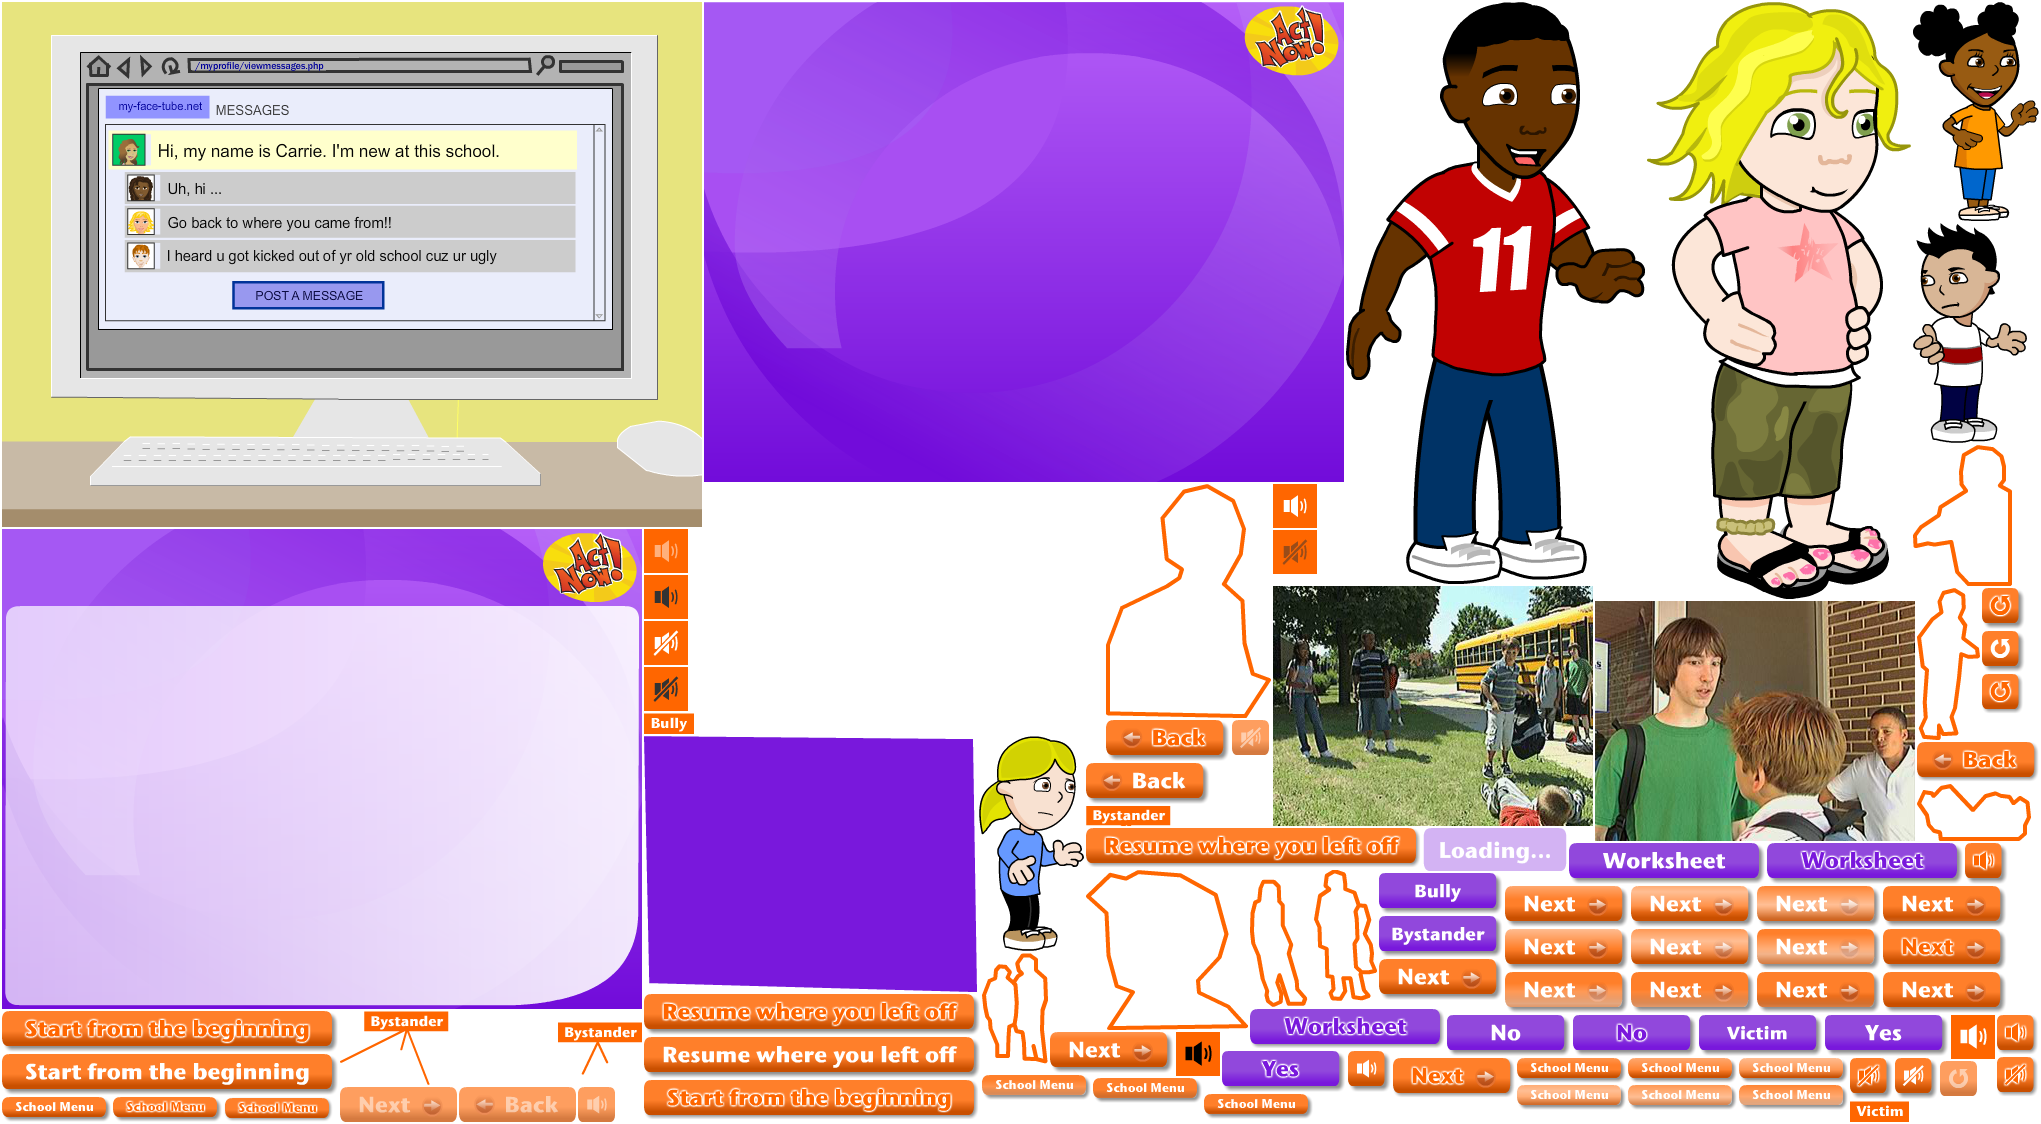 /myprofile/viewmessages.php
my-face-tube.net
MESSAGES
Hi, my name is Carrie. I'm new at this school.
Uh, hi ...
Go back to where you came from!!
I heard u got kicked out of yr old school cuz ur ugly
POST A MESSAGE
Act Now!
11
Act Now!
Bully
Back
Back
Back
Bystander
Resume where you left off
Loading...
Worksheet
Worksheet
Bully
Next
Next
Next
Next
Bystander
Next
Next
Next
Next
Next
Next
Next
Next
Next
Resume where you left off
Start from the beginning
Bystander
Bystander
Worksheet
No
No
Victim
Yes
Resume where you left off
Next
Start from the beginning
Yes
Next
School Menu
School Menu
School Menu
School Menu
School Menu
School Menu
School Menu
School Menu
Start from the beginning
School Menu
School Menu
School Menu
Next
Back
School Menu
Victim